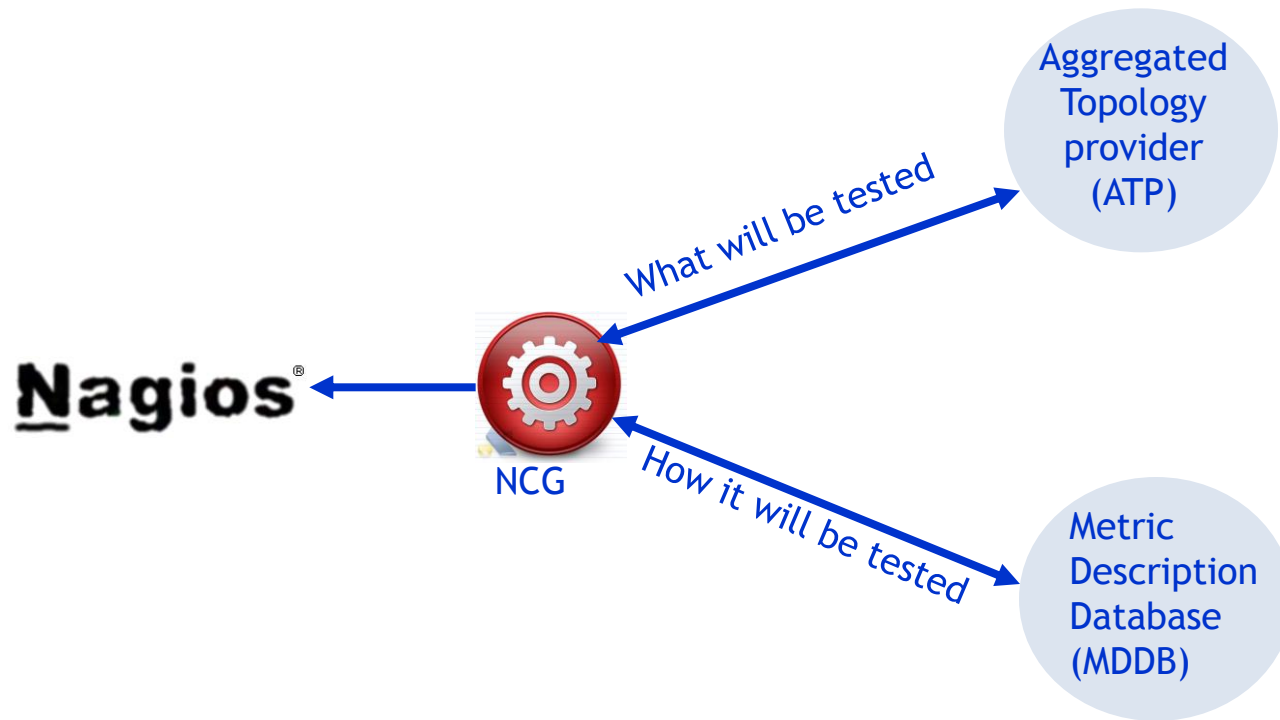 Aggregated
Topology
provider
(ATP)
What will be tested
Nagios®
NCG
How it will be tested
Metric
Description
Database
(MDDB)